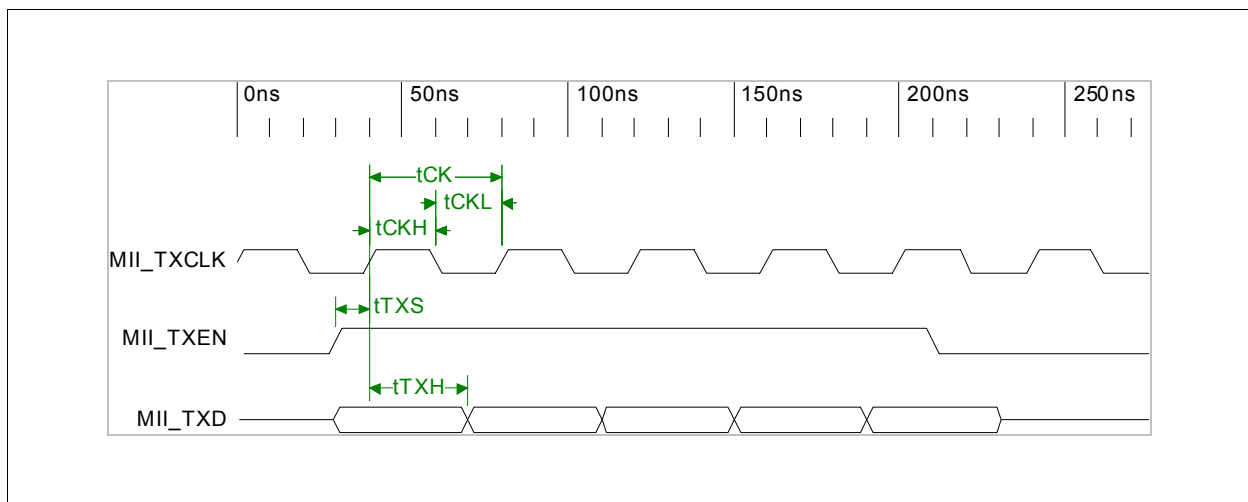 0ns 50ns 100ns 150ns 200ns 250ns
tCK
tCKL
tCKH
MII_TXCLK
tTXS
MII_TXEN
tTXH
MII_TXD